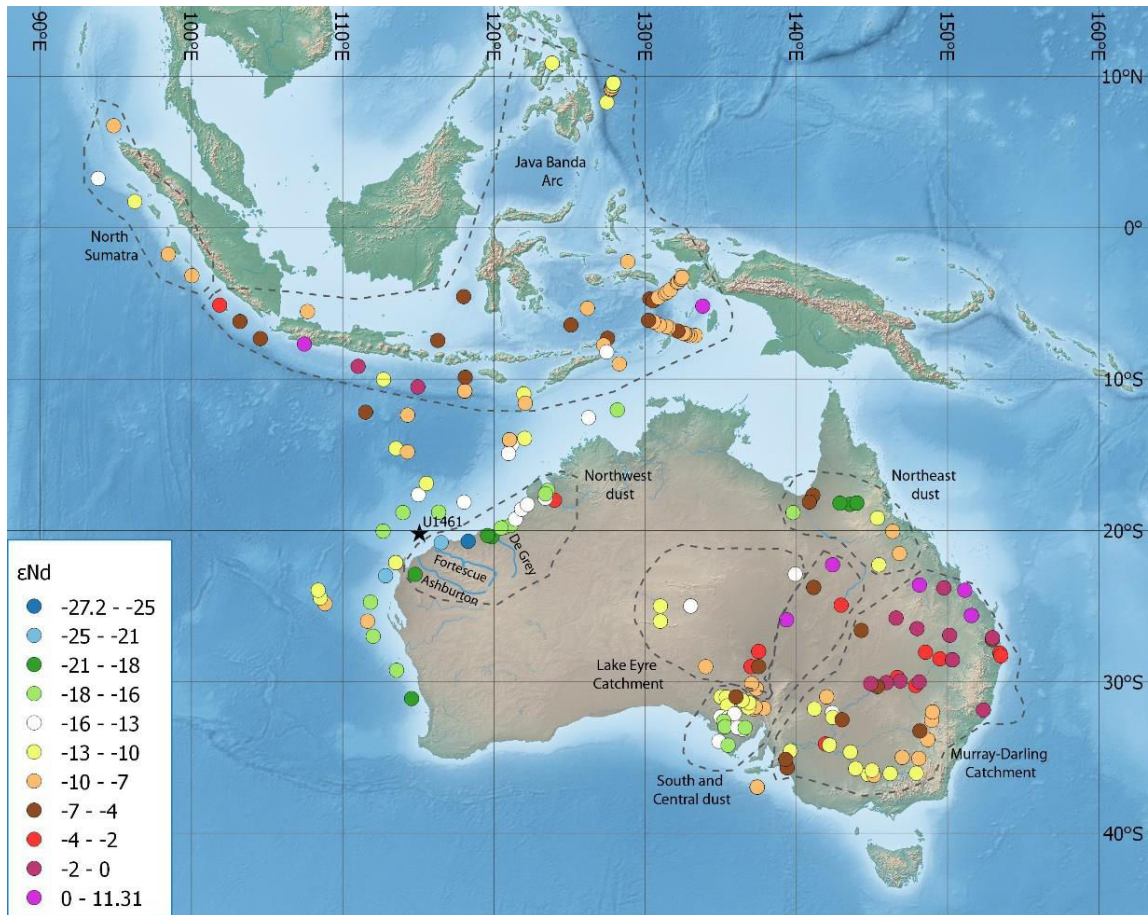 90°E
100°E
110°E
120°E
130°E
140°E
150°E
160°E
10°N
Java Banda
Arc
0°
North
Sumatra
10°S
Northwest
dust
Northeast
dust
U1461
20°S
De Grey
Fortescue
Ashburton
Lake Eyre
Catchment
30°S
South and
Central dust
Murray-Darling
Catchment
40°S
εNd
-27.2 - -25
-25 - -21
-21 - -18
-18 - -16
-16 - -13
-13 - -10
-10 - -7
-7 - -4
-4 - -2
-2 - 0
0 - 11.31